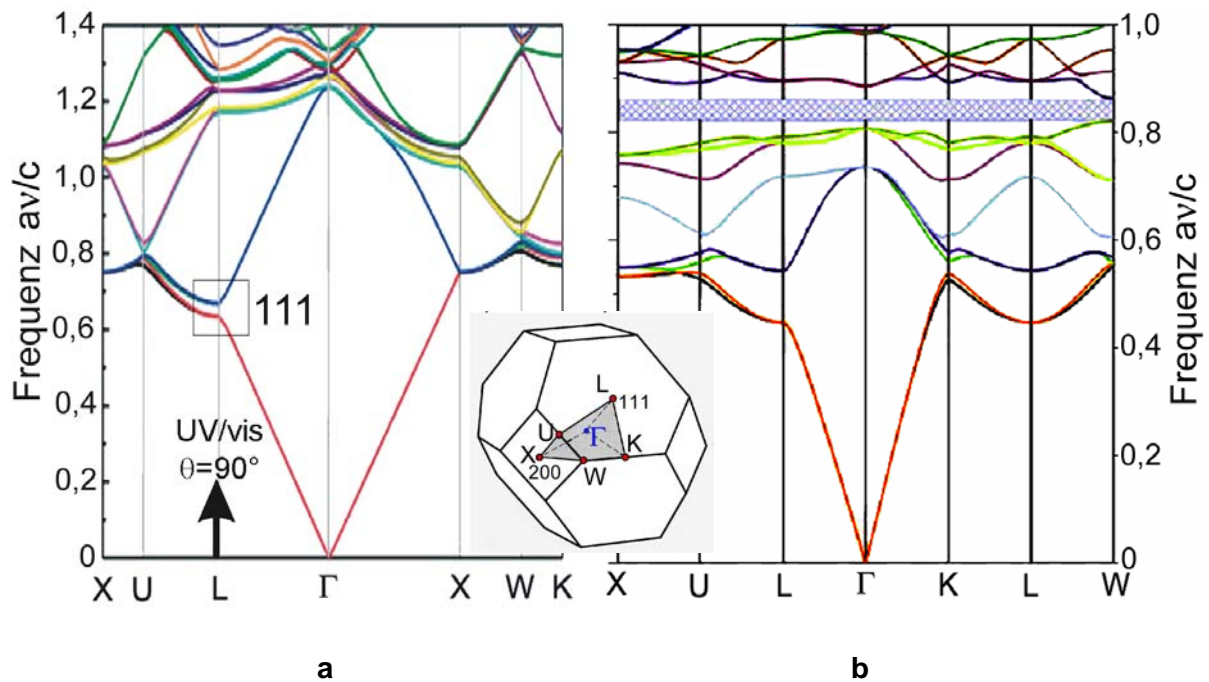 1,4
1,2
1,0
0,8
0,6
0,4
0,2
0
Frequenz av/c
111
UV/vis
θ=90°
X U L Γ X W K
a
L
111
U
Γ
X
K
200
W
1,0
0,8
0,6
0,4
0,2
0
Frequenz av/c
X U L Γ K L W
b